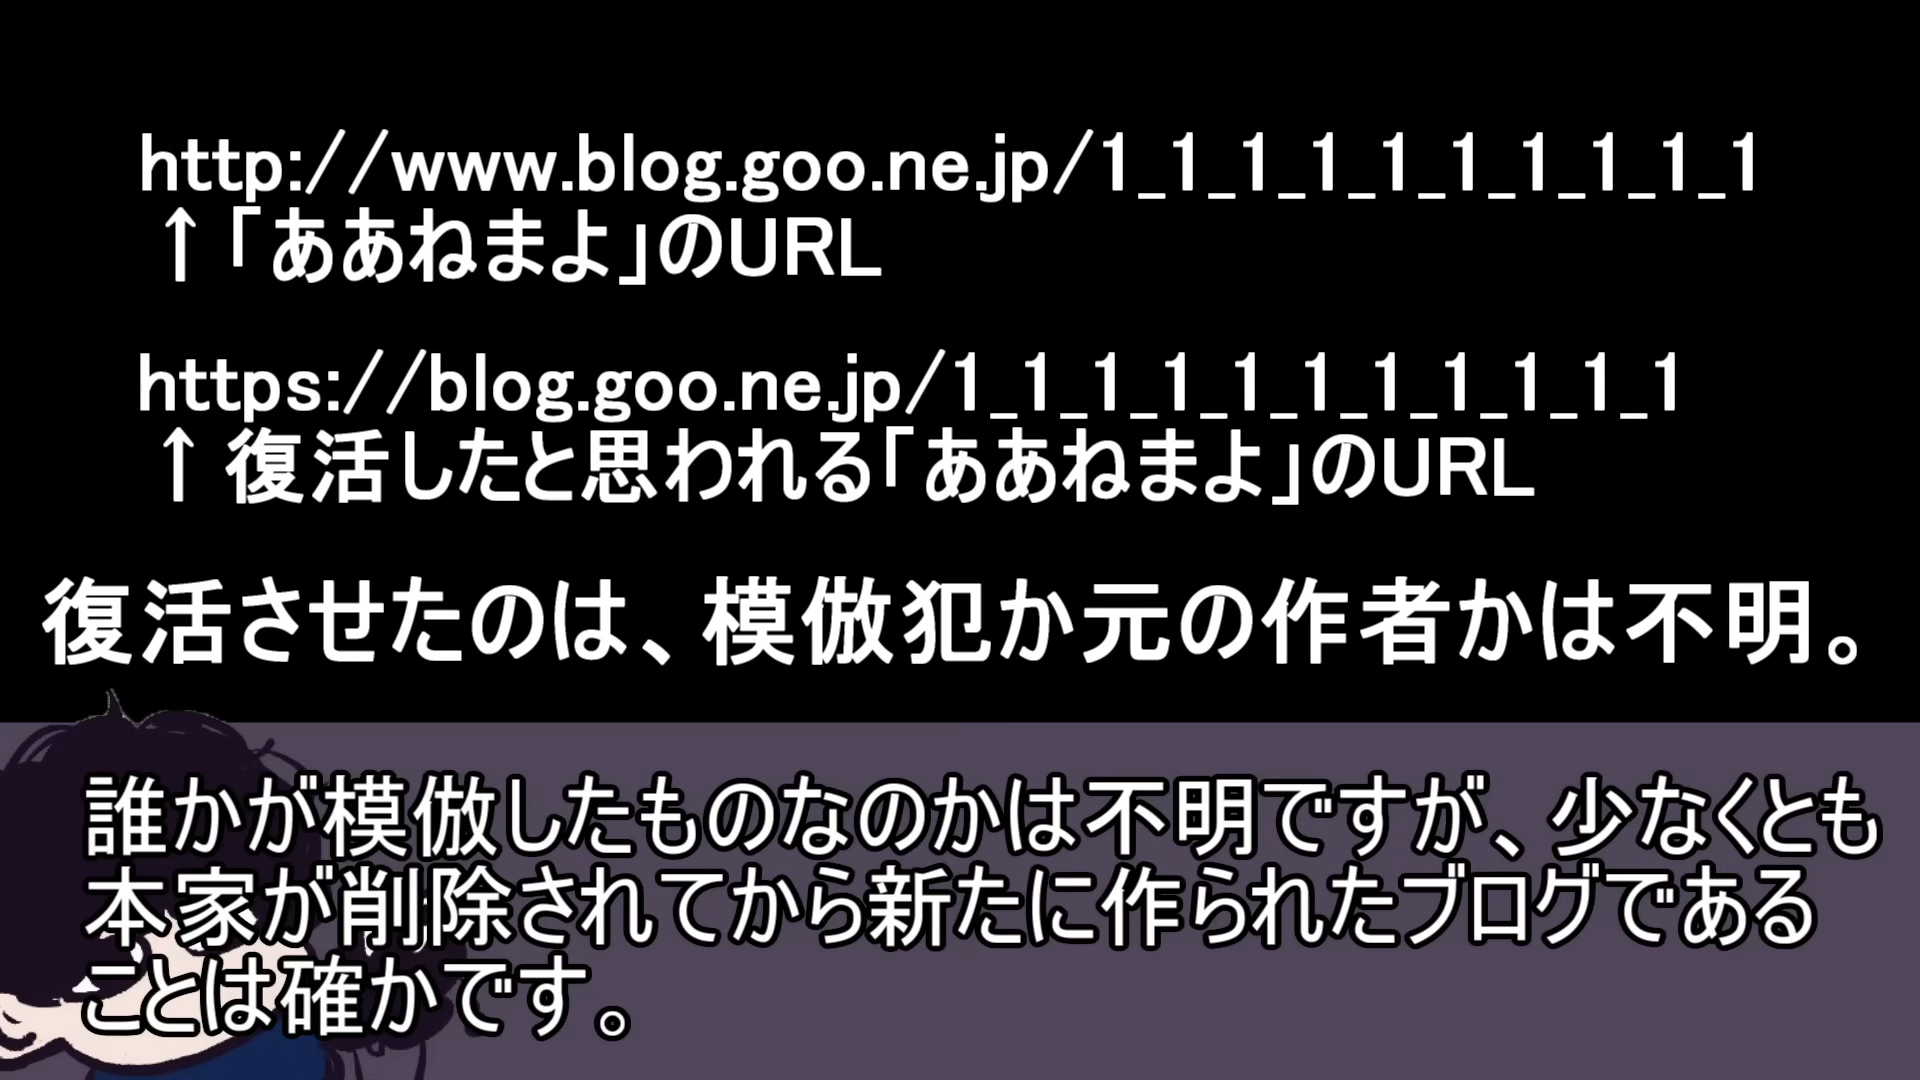 http://www.blog.goo.ne.jp/1_1_1_1_1_1_1_1_1_1
↑「ああねまよ」のURL
https://blog.goo.ne.jp/1_1_1_1_1_1_1_1_1_1_1
↑ 復活したと思われる「ああねまよ」のURL
復活させたのは、模倣犯か元の作者かは不明。
誰かが模倣したものなのかは不明ですが、少なくとも
本家が削除されてから新たに作られたブログである
ことは確かです。